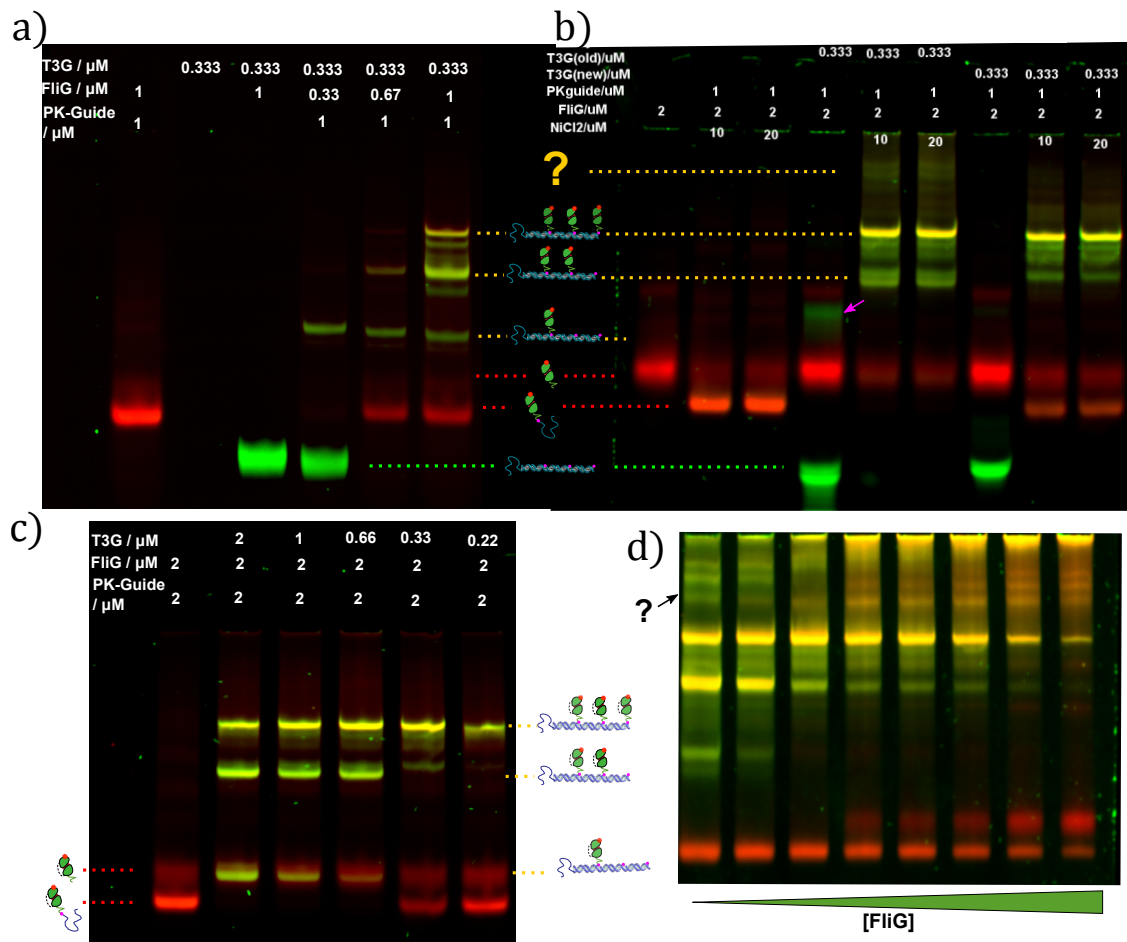 a)
T3G / µM 0.333 0.333 0.333 0.333 0.333
FliG / µM 1 1 0.33 0.67 1
PK-Guide
/ µM 1 1 1 1
b)
T3G(old)/uM 0.333 0.333 0.333
T3G(new)/uM 0.333 0.333 0.333
PKguide/uM 1 1 1 1 1 1 1 1
FliG/uM 2 2 2 2 2 2 2 2 2
NiCl2/uM 10 20 10 20 10 20
?
c)
T3G / µM 2 1 0.66 0.33 0.22
FliG / µM 2 2 2 2 2 2
PK-Guide
/ µM 2 2 2 2 2 2
d)
?
[FliG]